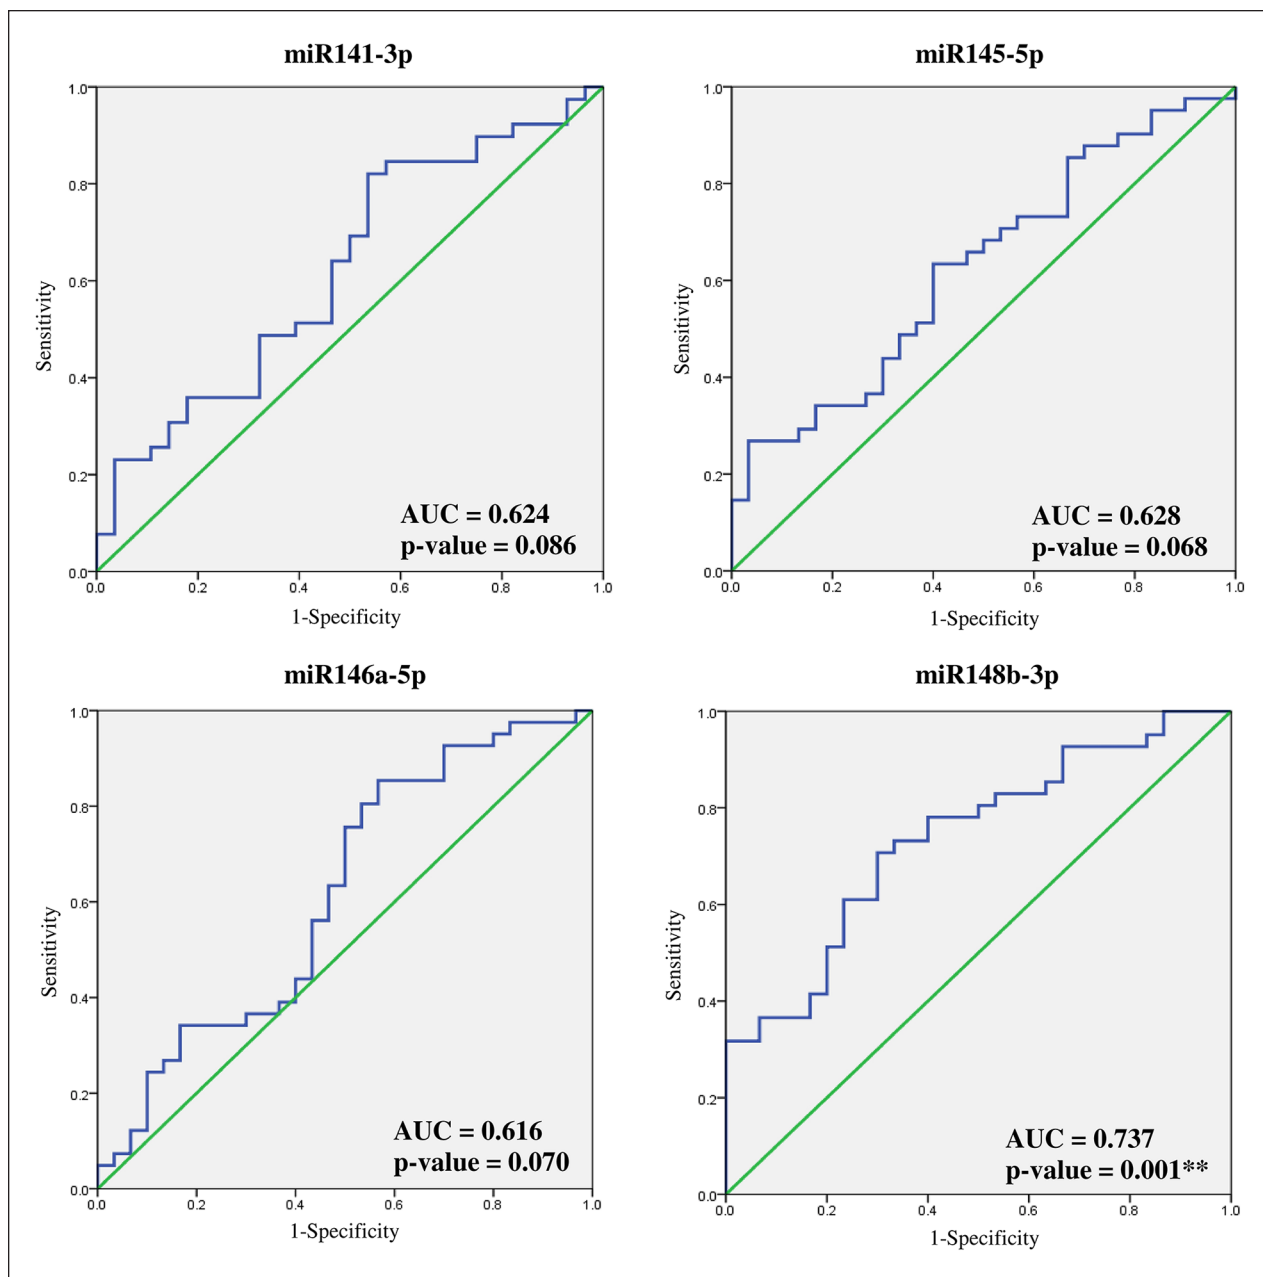 miR141-3p
1.0
0.8
0.6
0.4
0.2
0.0
Sensitivity
AUC = 0.624
p-value = 0.086
0.0 0.2 0.4 0.6 0.8 1.0
1-Specificity
miR145-5p
1.0
0.8
0.6
0.4
0.2
0.0
Sensitivity
AUC = 0.628
p-value = 0.068
0.0 0.2 0.4 0.6 0.8 1.0
1-Specificity
miR146a-5p
1.0
0.8
0.6
0.4
0.2
0.0
Sensitivity
AUC = 0.616
p-value = 0.070
0.0 0.2 0.4 0.6 0.8 1.0
1-Specificity
miR148b-3p
1.0
0.8
0.6
0.4
0.2
0.0
Sensitivity
AUC = 0.737
p-value = 0.001**
0.0 0.2 0.4 0.6 0.8 1.0
1-Specificity